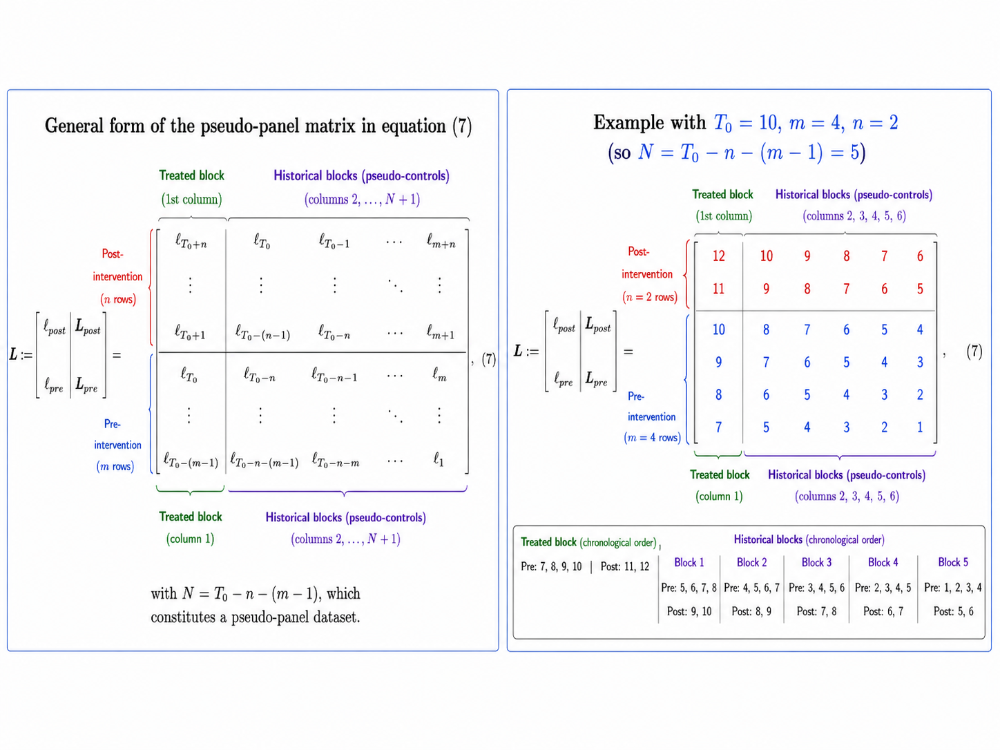 General form of the pseudo-panel matrix in equation (7)
Treated block
(1st column)
Historical blocks (pseudo-controls)
(columns 2, …, N + 1)
Post-
intervention
(n rows)
Pre-
intervention
(m rows)
L := [ ℓ_post | L_post
ℓ_pre | L_pre ] =
ℓ_{T_0+n} ℓ_{T_0} ℓ_{T_0−1} ⋯ ℓ_{m+n}
⋮ ⋮ ⋮ ⋱ ⋮
ℓ_{T_0+1} ℓ_{T_0−(n−1)} ℓ_{T_0−n} ⋯ ℓ_{m+1}
ℓ_{T_0} ℓ_{T_0−n} ℓ_{T_0−n−1} ⋯ ℓ_m
⋮ ⋮ ⋮ ⋱ ⋮
ℓ_{T_0−(m−1)} ℓ_{T_0−n−(m−1)} ℓ_{T_0−n−m} ⋯ ℓ_1
, (7)
Treated block
(column 1)
Historical blocks (pseudo-controls)
(columns 2, …, N + 1)
with N = T_0 − n − (m − 1), which
constitutes a pseudo-panel dataset.
Example with T_0 = 10, m = 4, n = 2
(so N = T_0 − n − (m − 1) = 5)
Treated block
(1st column)
Historical blocks (pseudo-controls)
(columns 2, 3, 4, 5, 6)
Post-
intervention
(n = 2 rows)
Pre-
intervention
(m = 4 rows)
L := [ ℓ_post | L_post
ℓ_pre | L_pre ] =
12 10 9 8 7 6
11 9 8 7 6 5
10 8 7 6 5 4
9 7 6 5 4 3
8 6 5 4 3 2
7 5 4 3 2 1
, (7)
Treated block
(column 1)
Historical blocks (pseudo-controls)
(columns 2, 3, 4, 5, 6)
Treated block (chronological order) ,
Pre: 7, 8, 9, 10 | Post: 11, 12
Historical blocks (chronological order)
Block 1
Pre: 5, 6, 7, 8
Post: 9, 10
Block 2
Pre: 4, 5, 6, 7
Post: 8, 9
Block 3
Pre: 3, 4, 5, 6
Post: 7, 8
Block 4
Pre: 2, 3, 4, 5
Post: 6, 7
Block 5
Pre: 1, 2, 3, 4
Post: 5, 6